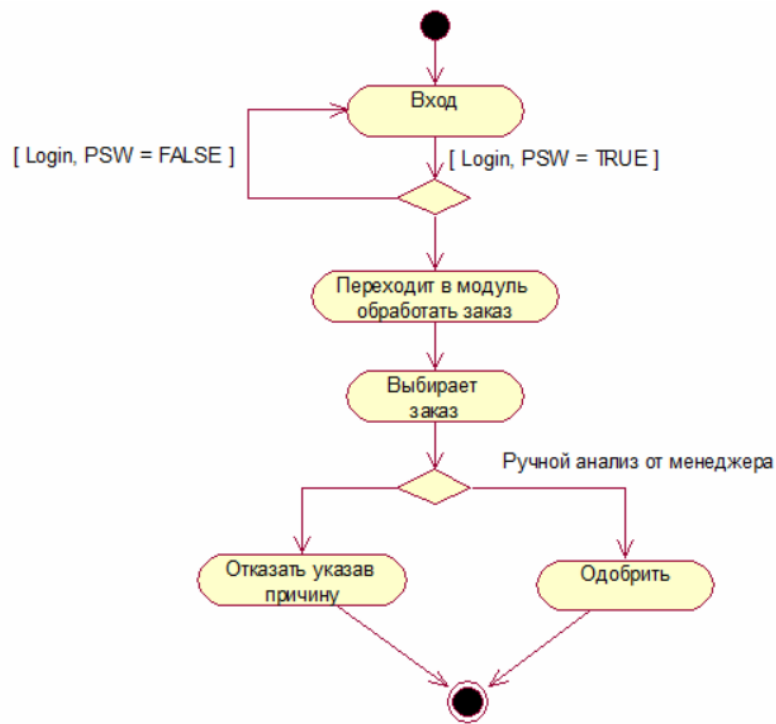 Вход
[ Login, PSW = FALSE ]
[ Login, PSW = TRUE ]
Переходит в модуль
обработать заказ
Выбирает
заказ
Ручной анализ от менеджера
Отказать указав
причину
Одобрить